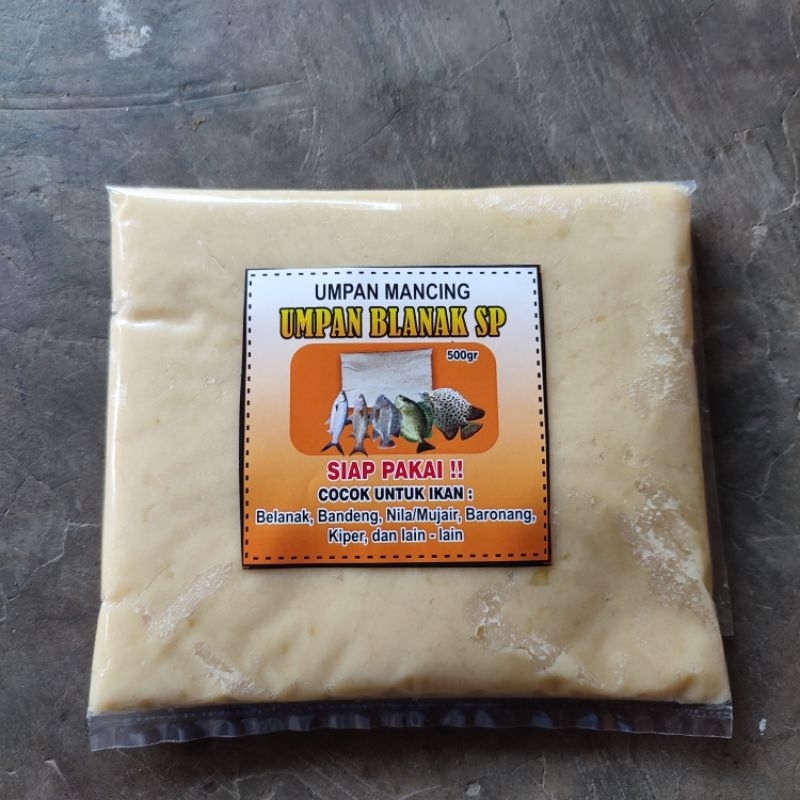 UMPAN MANCING
UMPAN BLANAK SP
500gr
SIAP PAKAI !!
COCOK UNTUK IKAN :
Belanak, Bandeng, Nila/Mujair, Baronang,
Kiper, dan lain - lain